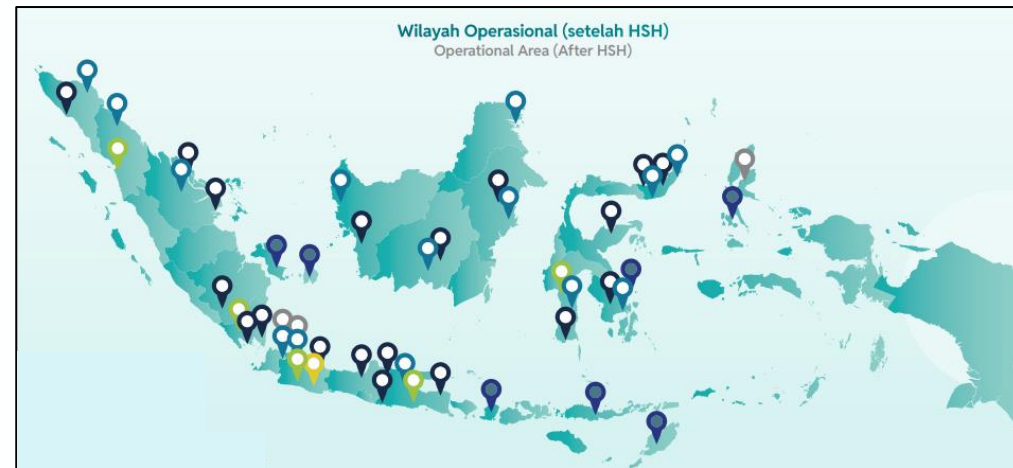 Wilayah Operasional (setelah HSH)
Operational Area (After HSH)